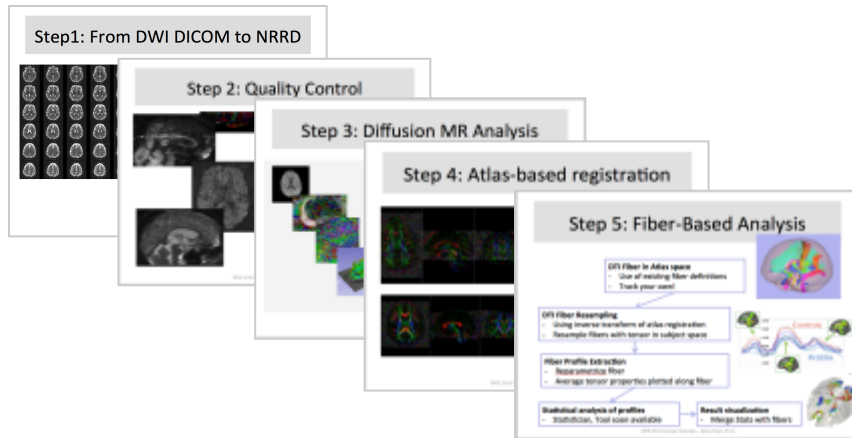 Step1: From DWI DICOM to NRRD
Step 2: Quality Control
Step 3: Diffusion MR Analysis
Step 4: Atlas-based registration
Step 5: Fiber-Based Analysis
DTI Fiber in Atlas space
- Use of existing fiber definitions
- Track your own!
DTI Fiber Resampling
- Using inverse transform of atlas registration
- Resample fibers with tensor in subject space
Fiber Profile Extraction
- Reparametrize fiber
- Average tensor properties plotted along fiber
Statistical analysis of profiles
- Statistician, Tool soon available
Result visualization
- Merge Stats with fibers
Controls